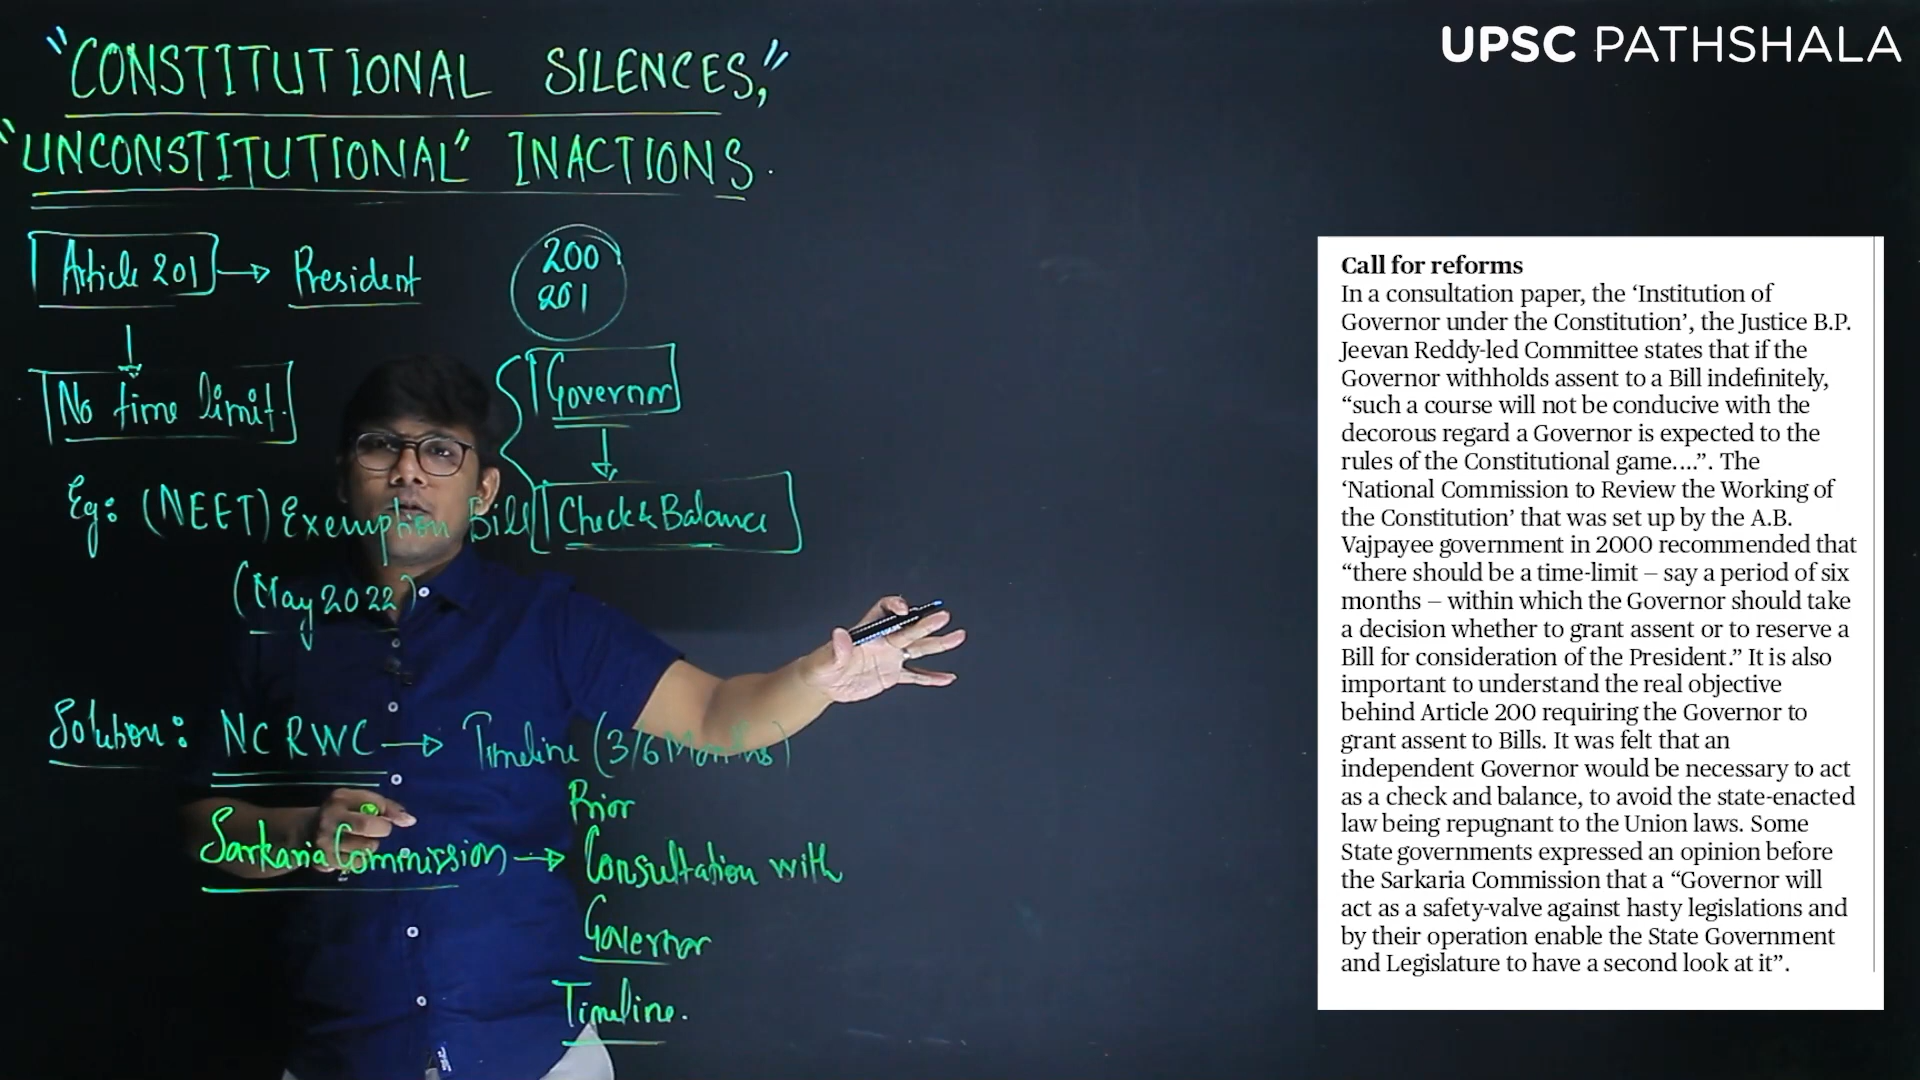 UPSC PATHSHALA
"CONSTITUTIONAL SILENCES,"
"UNCONSTITUTIONAL" INACTIONS.
Article 201 → President
200
201
No time limit.
Governor
Eg: (NEET) Exemption Bill
Check & Balance
(May 2022)
Solution: NCRWC → Timeline (3/6 Months)
Sarkaria Commission → Prior
Consultation with
Governor
Timeline.
Call for reforms
In a consultation paper, the ‘Institution of
Governor under the Constitution’, the Justice B.P.
Jeevan Reddy-led Committee states that if the
Governor withholds assent to a Bill indefinitely,
“such a course will not be conducive with the
decorous regard a Governor is expected to the
rules of the Constitutional game....”. The
‘National Commission to Review the Working of
the Constitution’ that was set up by the A.B.
Vajpayee government in 2000 recommended that
“there should be a time-limit – say a period of six
months – within which the Governor should take
a decision whether to grant assent or to reserve a
Bill for consideration of the President.” It is also
important to understand the real objective
behind Article 200 requiring the Governor to
grant assent to Bills. It was felt that an
independent Governor would be necessary to act
as a check and balance, to avoid the state-enacted
law being repugnant to the Union laws. Some
State governments expressed an opinion before
the Sarkaria Commission that a “Governor will
act as a safety-valve against hasty legislations and
by their operation enable the State Government
and Legislature to have a second look at it”.